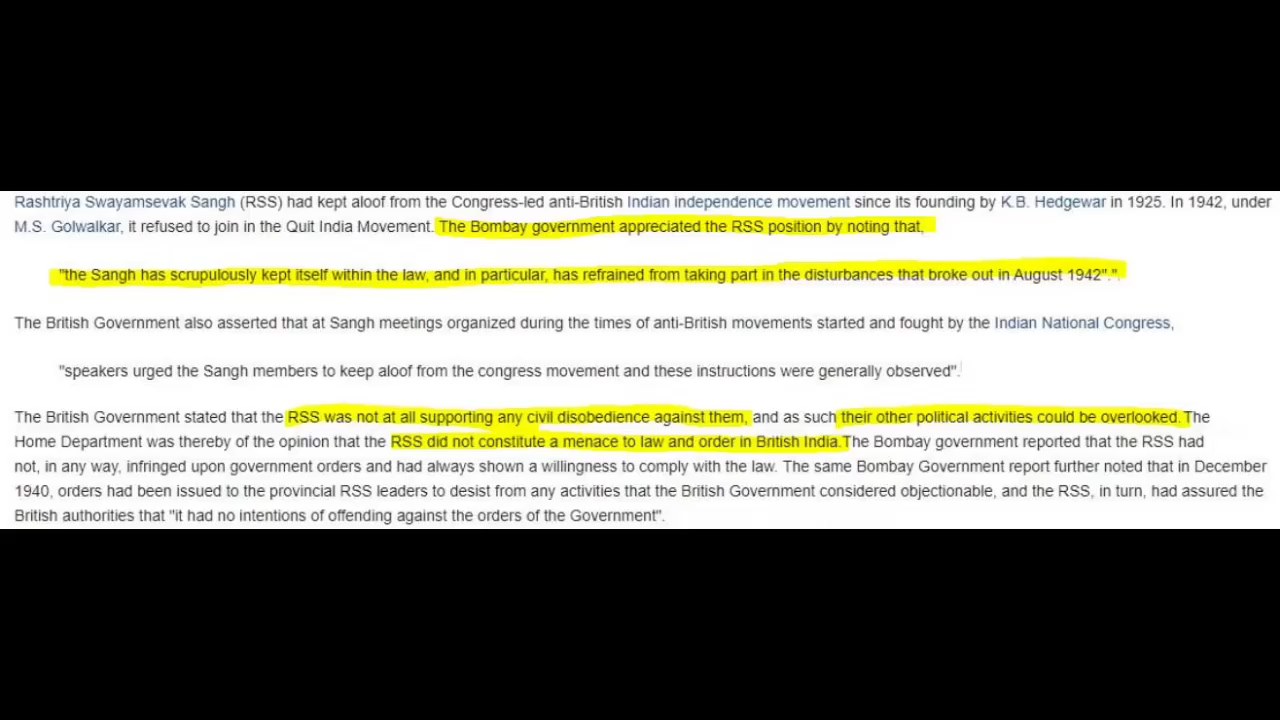 Rashtriya Swayamsevak Sangh (RSS) had kept aloof from the Congress-led anti-British Indian independence movement since its founding by K.B. Hedgewar in 1925. In 1942, under
M.S. Golwalkar, it refused to join in the Quit India Movement. The Bombay government appreciated the RSS position by noting that,
"the Sangh has scrupulously kept itself within the law, and in particular, has refrained from taking part in the disturbances that broke out in August 1942".".
The British Government also asserted that at Sangh meetings organized during the times of anti-British movements started and fought by the Indian National Congress,
"speakers urged the Sangh members to keep aloof from the congress movement and these instructions were generally observed".
The British Government stated that the RSS was not at all supporting any civil disobedience against them, and as such their other political activities could be overlooked. The
Home Department was thereby of the opinion that the RSS did not constitute a menace to law and order in British India. The Bombay government reported that the RSS had
not, in any way, infringed upon government orders and had always shown a willingness to comply with the law. The same Bombay Government report further noted that in December
1940, orders had been issued to the provincial RSS leaders to desist from any activities that the British Government considered objectionable, and the RSS, in turn, had assured the
British authorities that "it had no intentions of offending against the orders of the Government".